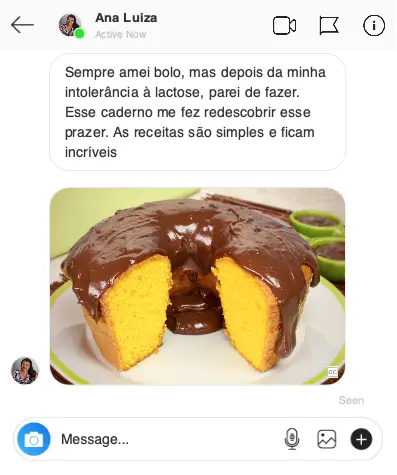 Ana Luiza
Active Now
Sempre amei bolo, mas depois da minha
intolerância à lactose, parei de fazer.
Esse caderno me fez redescobrir esse
prazer. As receitas são simples e ficam
incríveis
GC
Seen
Message...